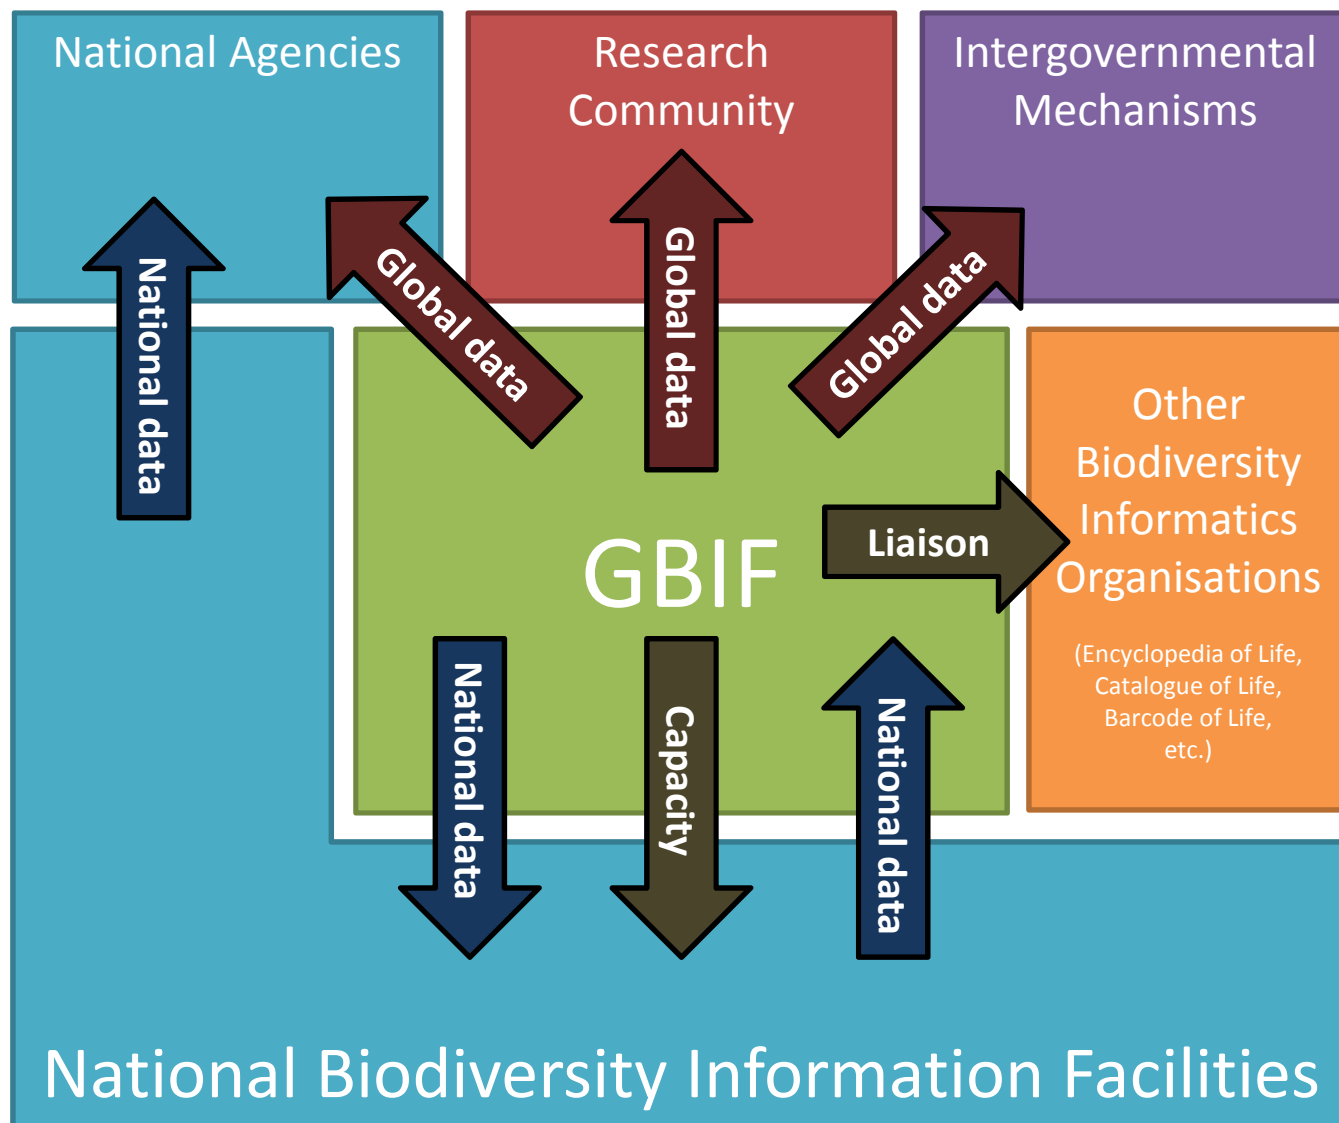 National Agencies
Research
Community
Intergovernmental
Mechanisms
National data
Global data
Global data
Global data
Other
Biodiversity
Informatics
Organisations
(Encyclopedia of Life,
Catalogue of Life,
Barcode of Life,
etc.)
GBIF
Liaison
National data
Capacity
National data
National Biodiversity Information Facilities